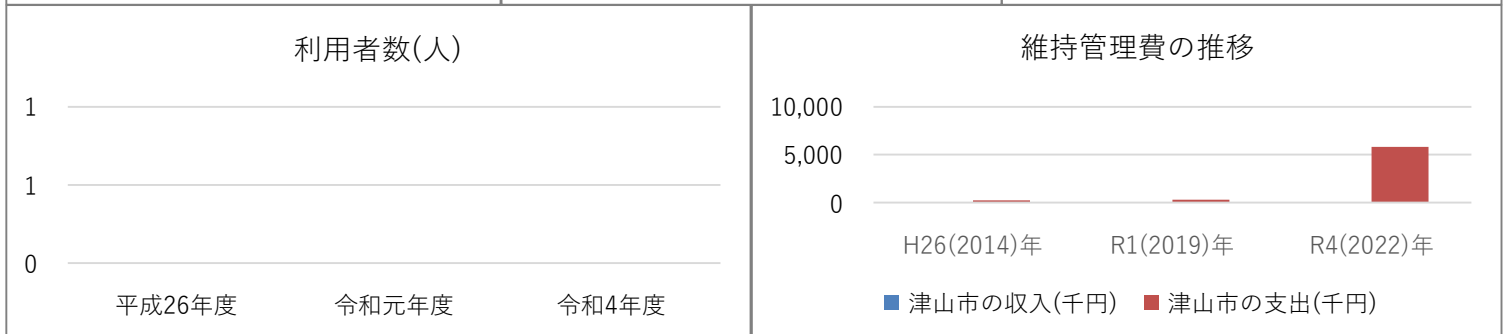 利用者数(人)
1
1
0
平成26年度 令和元年度 令和4年度
維持管理費の推移
10,000
5,000
0
H26(2014)年 R1(2019)年 R4(2022)年
津山市の収入(千円) 津山市の支出(千円)